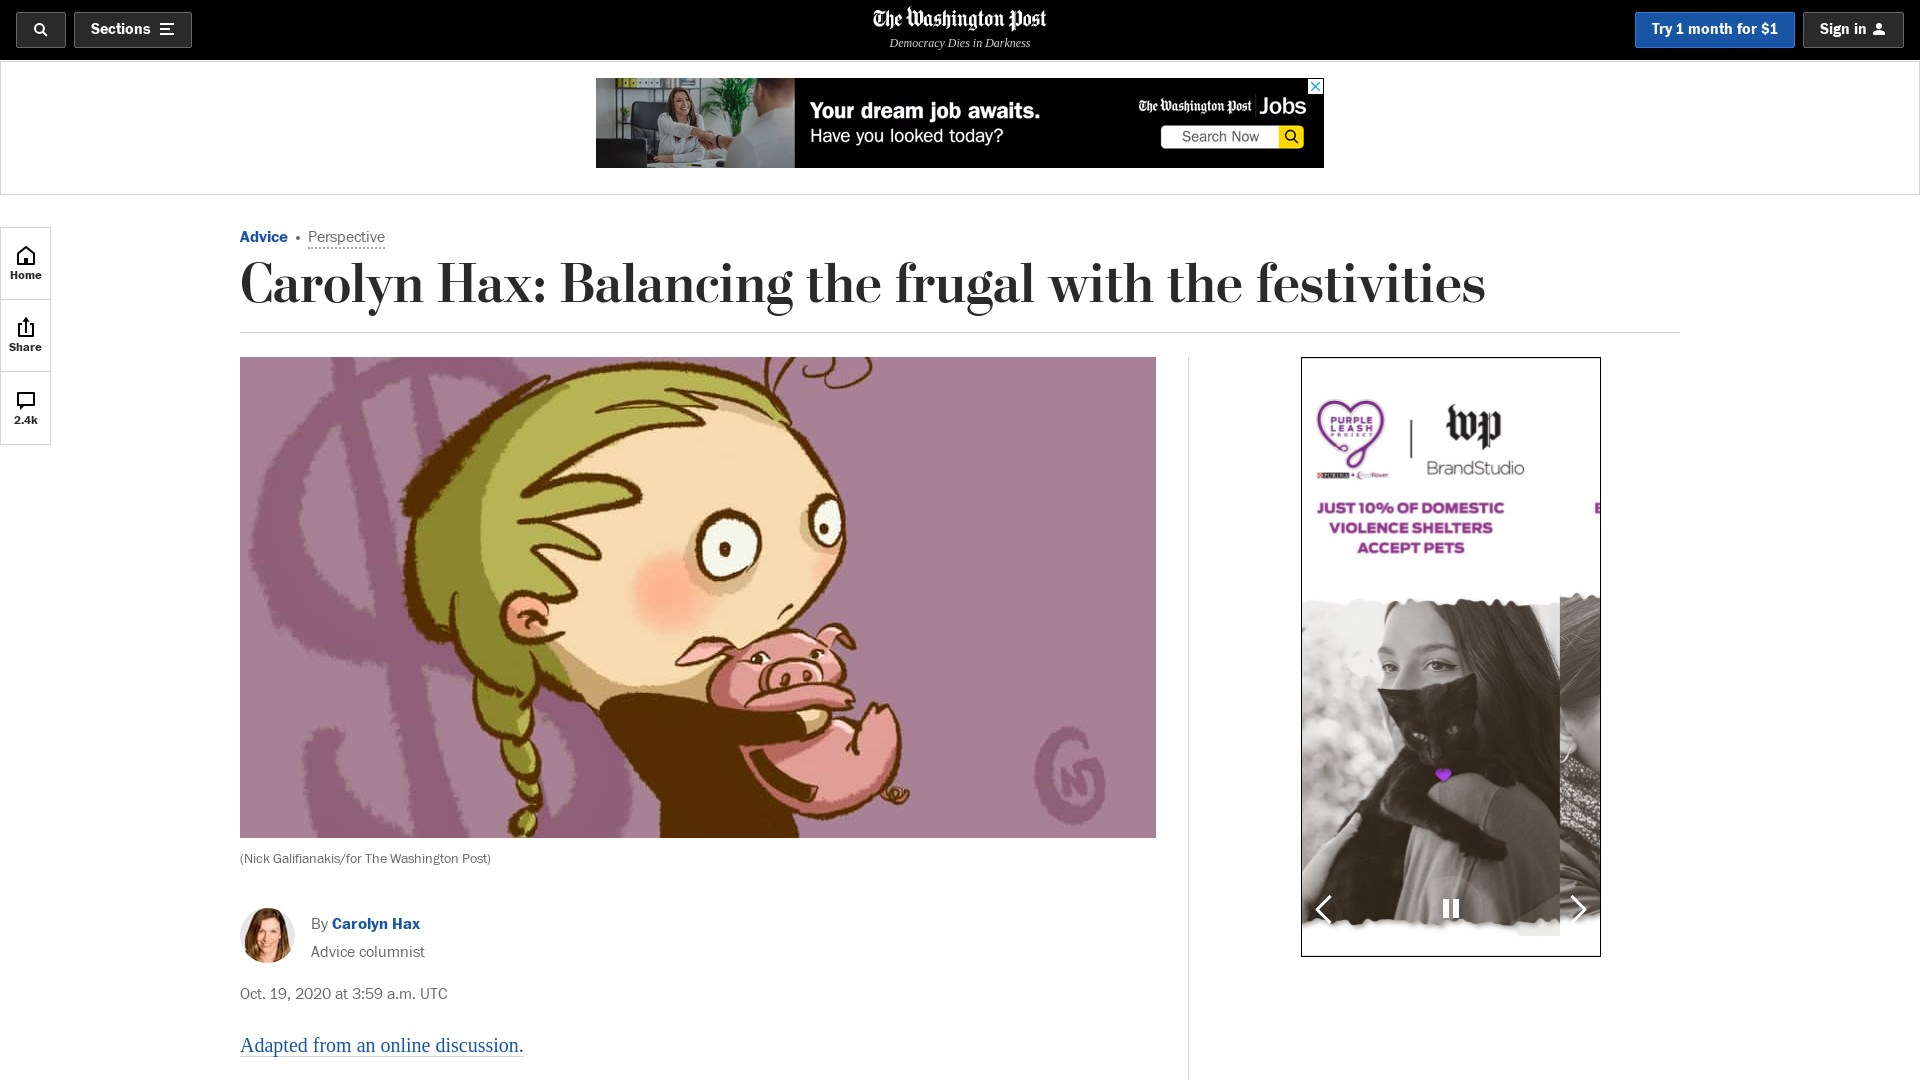 Sections
The Washington Post
Democracy Dies in Darkness
Try 1 month for $1
Sign in
Your dream job awaits.
Have you looked today?
The Washington Post Jobs
Search Now
Home
Share
2.4k
Advice • Perspective
Carolyn Hax: Balancing the frugal with the festivities
(Nick Galifianakis/for The Washington Post)
By Carolyn Hax
Advice columnist
Oct. 19, 2020 at 3:59 a.m. UTC
Adapted from an online discussion.
PURPLE
LEASH
PROJECT
wp
BrandStudio
PURINA + RedRover
JUST 10% OF DOMESTIC
VIOLENCE SHELTERS
ACCEPT PETS